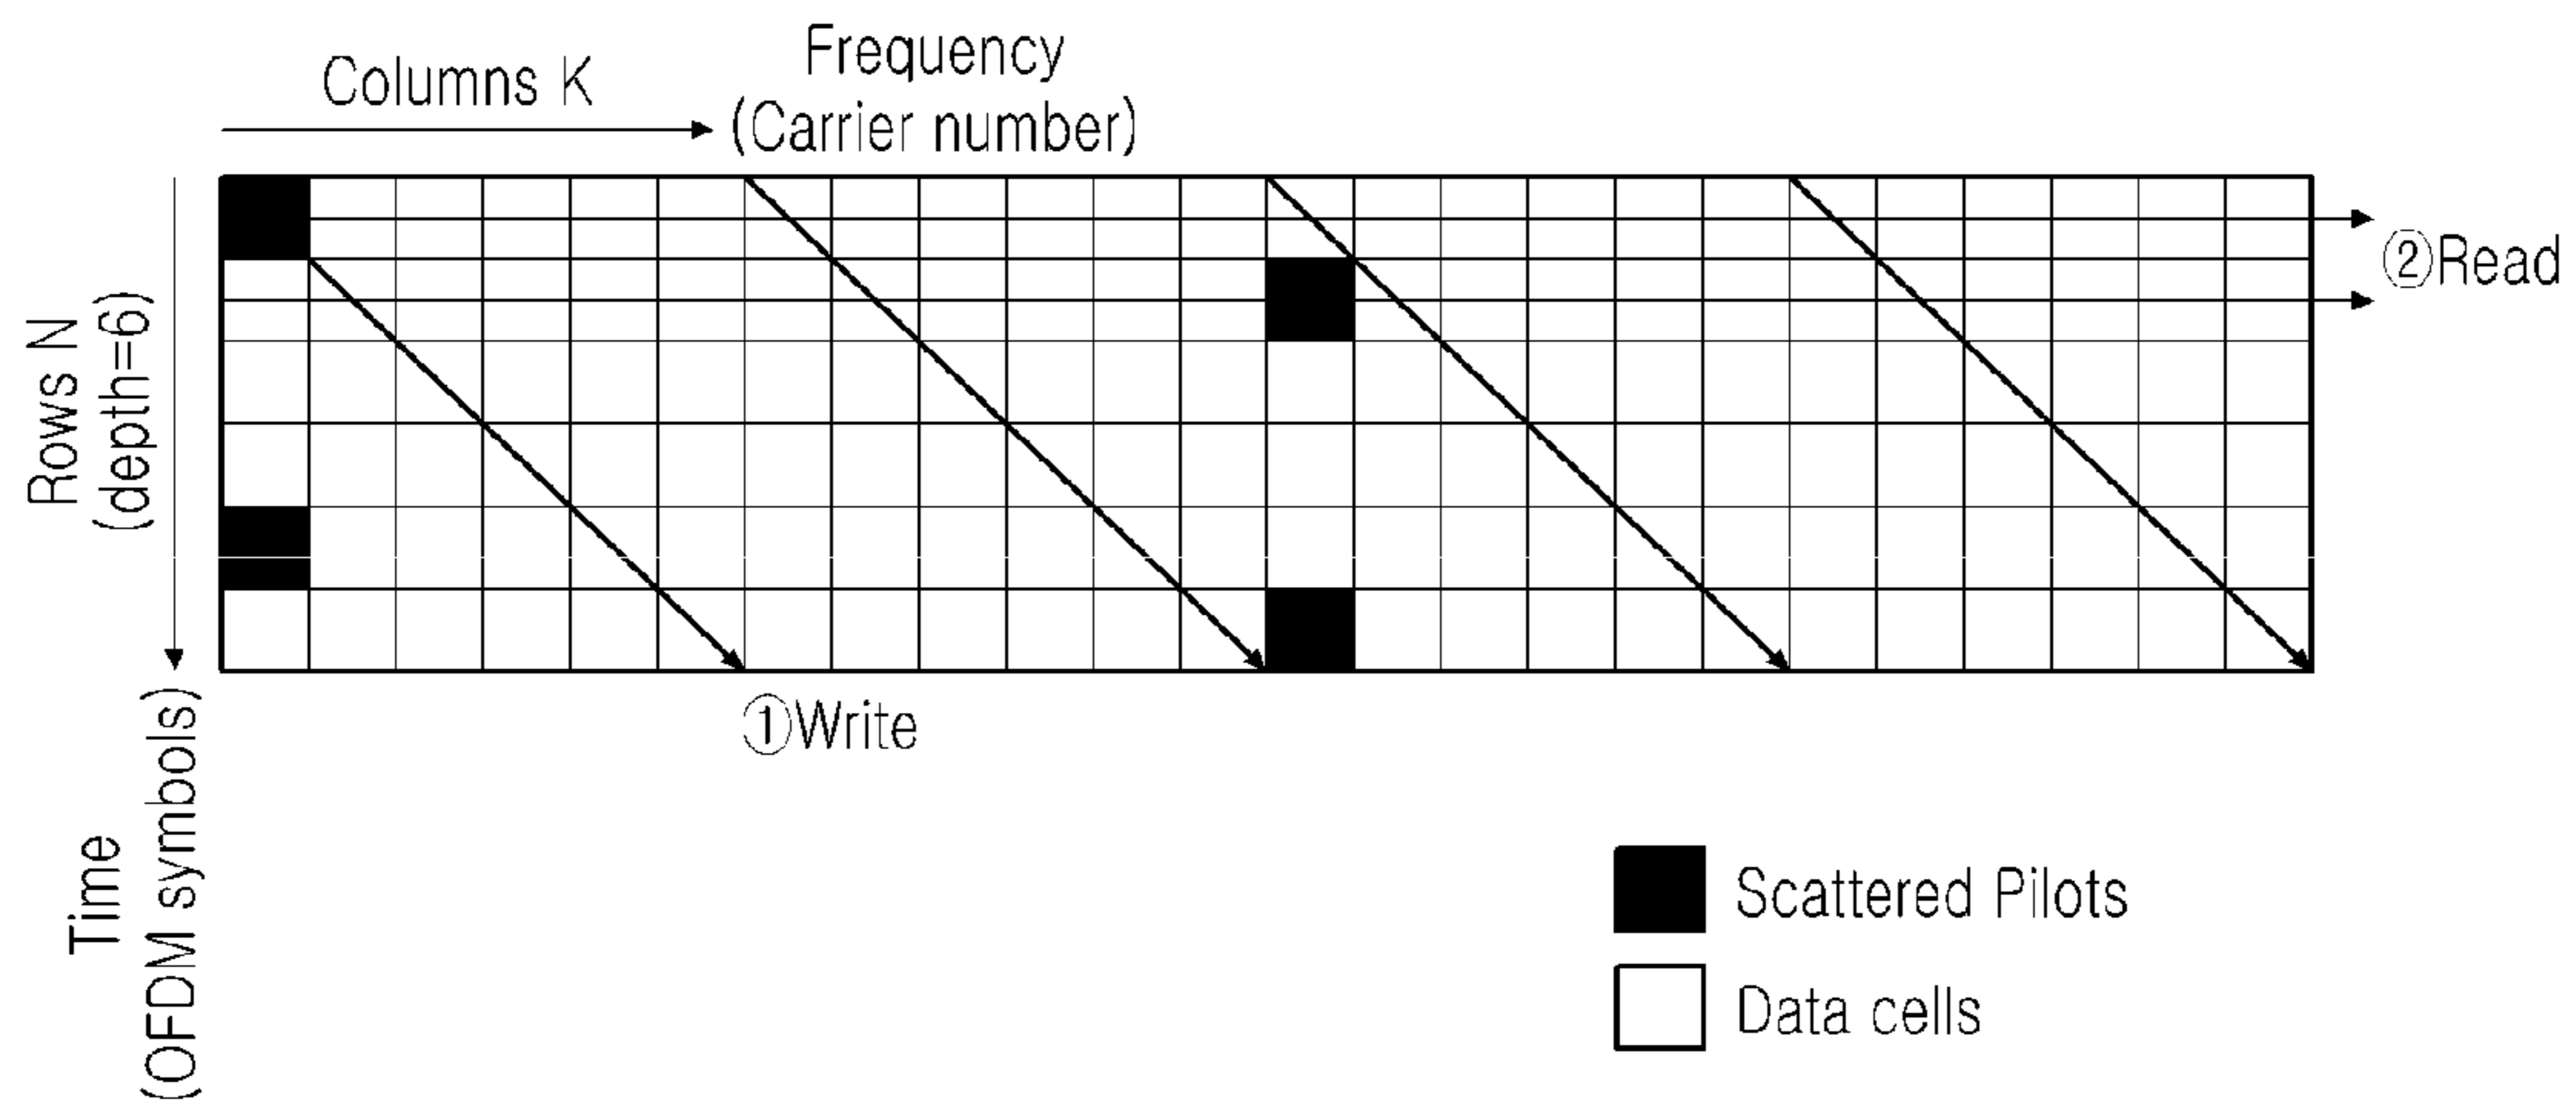 Columns K
Frequency
(Carrier number)
②Read
Rows N
(depth=6)
①Write
Time
(OFDM symbols)
Scattered Pilots
Data cells